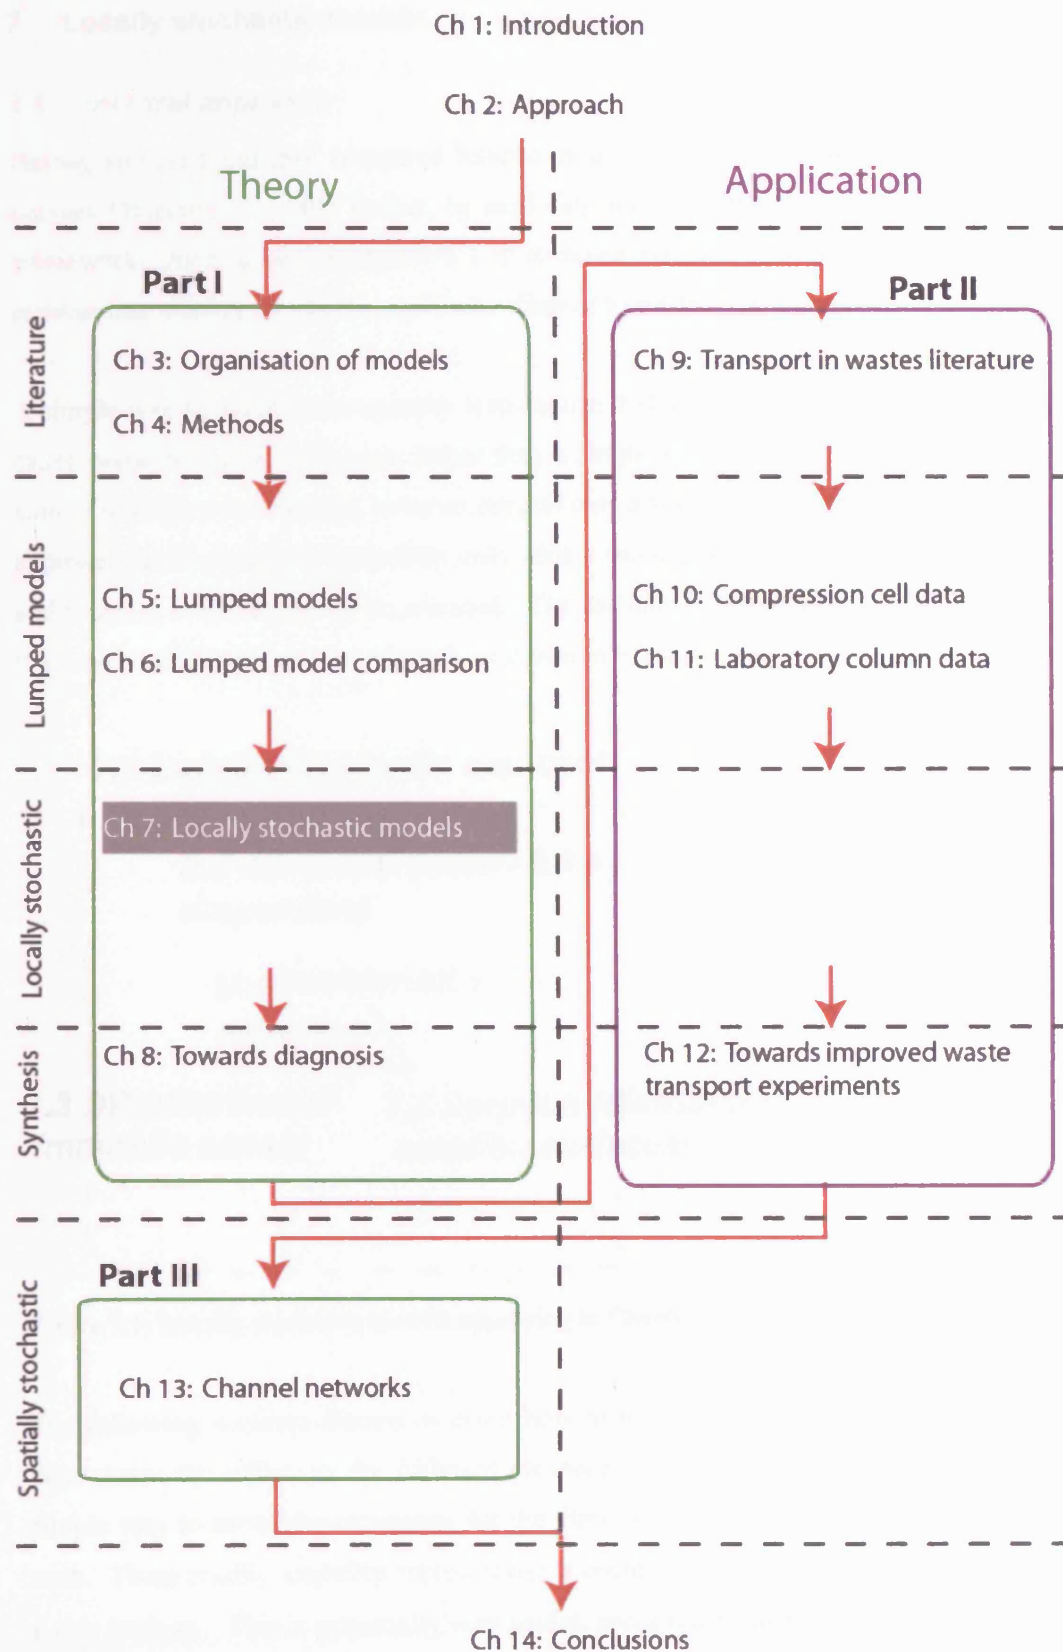 Ch 1: Introduction
Ch 2: Approach
Theory
Application
Part I
Part II
Literature
Ch 3: Organisation of models
Ch 4: Methods
Ch 9: Transport in wastes literature
Lumped models
Ch 5: Lumped models
Ch 6: Lumped model comparison
Ch 10: Compression cell data
Ch 11: Laboratory column data
Locally stochastic
Ch 7: Locally stochastic models
Synthesis
Ch 8: Towards diagnosis
Ch 12: Towards improved waste
transport experiments
Part III
Spatially stochastic
Ch 13: Channel networks
Ch 14: Conclusions